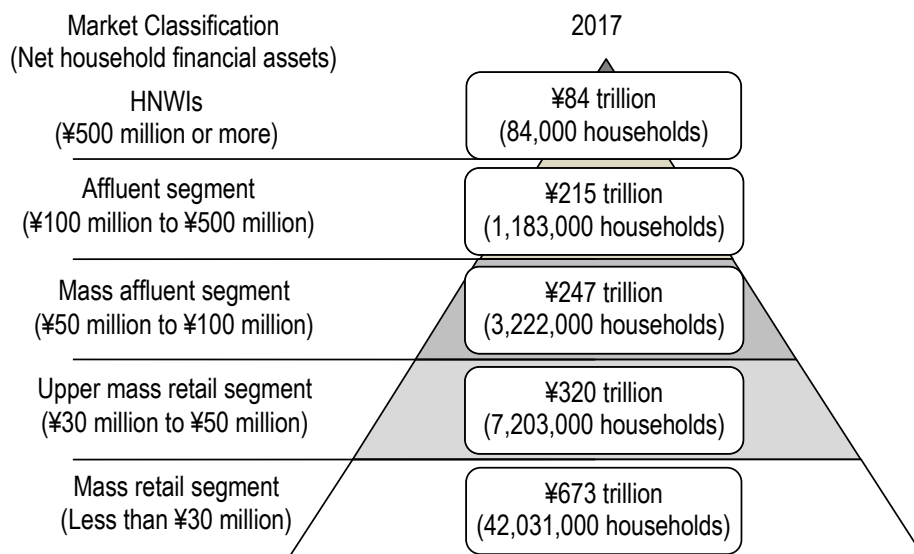 Market Classification
(Net household financial assets)
2017
HNWIs
(¥500 million or more)
¥84 trillion
(84,000 households)
Affluent segment
(¥100 million to ¥500 million)
¥215 trillion
(1,183,000 households)
Mass affluent segment
(¥50 million to ¥100 million)
¥247 trillion
(3,222,000 households)
Upper mass retail segment
(¥30 million to ¥50 million)
¥320 trillion
(7,203,000 households)
Mass retail segment
(Less than ¥30 million)
¥673 trillion
(42,031,000 households)